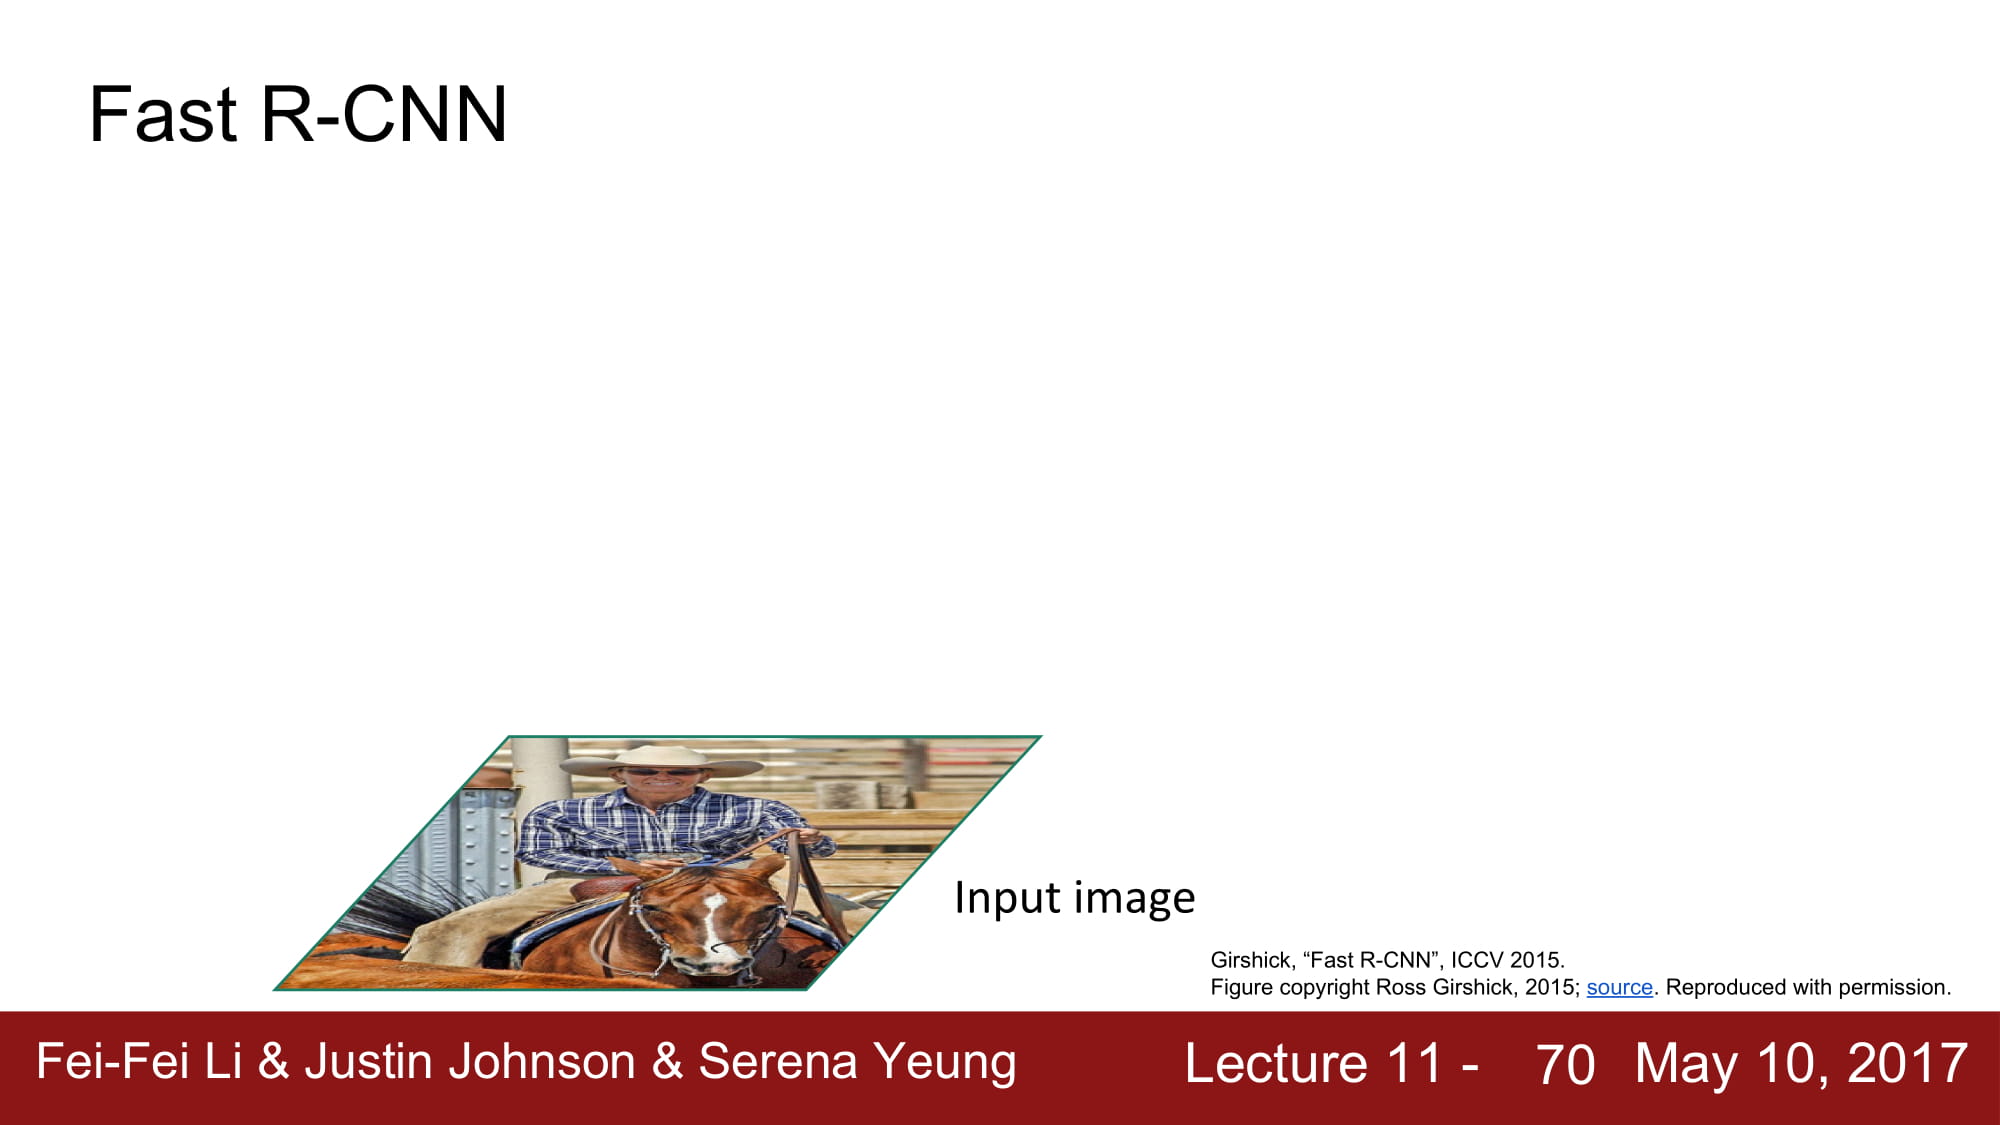 Fast R-CNN
Input image
Girshick, “Fast R-CNN”, ICCV 2015.
Figure copyright Ross Girshick, 2015; source. Reproduced with permission.
Fei-Fei Li & Justin Johnson & Serena Yeung
Lecture 11 - 70 May 10, 2017